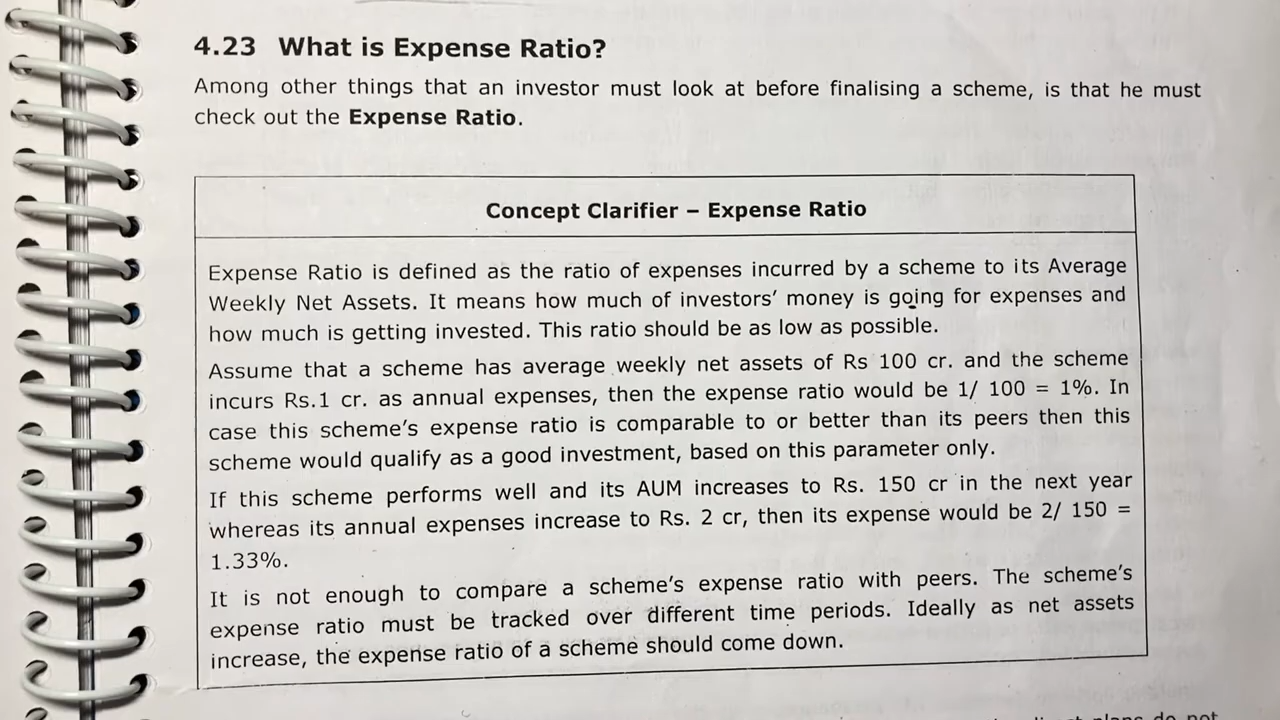 4.23 What is Expense Ratio?
Among other things that an investor must look at before finalising a scheme, is that he must
check out the Expense Ratio.
Concept Clarifier – Expense Ratio
Expense Ratio is defined as the ratio of expenses incurred by a scheme to its Average
Weekly Net Assets. It means how much of investors’ money is going for expenses and
how much is getting invested. This ratio should be as low as possible.
Assume that a scheme has average weekly net assets of Rs 100 cr. and the scheme
incurs Rs.1 cr. as annual expenses, then the expense ratio would be 1/ 100 = 1%. In
case this scheme’s expense ratio is comparable to or better than its peers then this
scheme would qualify as a good investment, based on this parameter only.
If this scheme performs well and its AUM increases to Rs. 150 cr in the next year
whereas its annual expenses increase to Rs. 2 cr, then its expense would be 2/ 150 =
1.33%.
It is not enough to compare a scheme’s expense ratio with peers. The scheme’s
expense ratio must be tracked over different time periods. Ideally as net assets
increase, the expense ratio of a scheme should come down.
plans do not